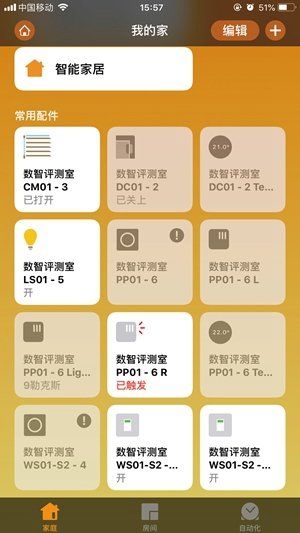 中国移动
15:57
51%
我的家
编辑
智能家居
常用配件
数智评测室
CM01 - 3
已打开
数智评测室
DC01 - 2
已关上
21.0°
数智评测室
DC01 - 2 Te...
数智评测室
LS01 - 5
开
数智评测室
PP01 - 6
数智评测室
PP01 - 6 L...
数智评测室
PP01 - 6 Lig...
9勒克斯
数智评测室
PP01 - 6 R
已触发
22.0°
数智评测室
PP01 - 6 Te...
数智评测室
WS01-S2 - 4
数智评测室
WS01-S2 -...
开
数智评测室
WS01-S2 -...
开
家庭
房间
自动化